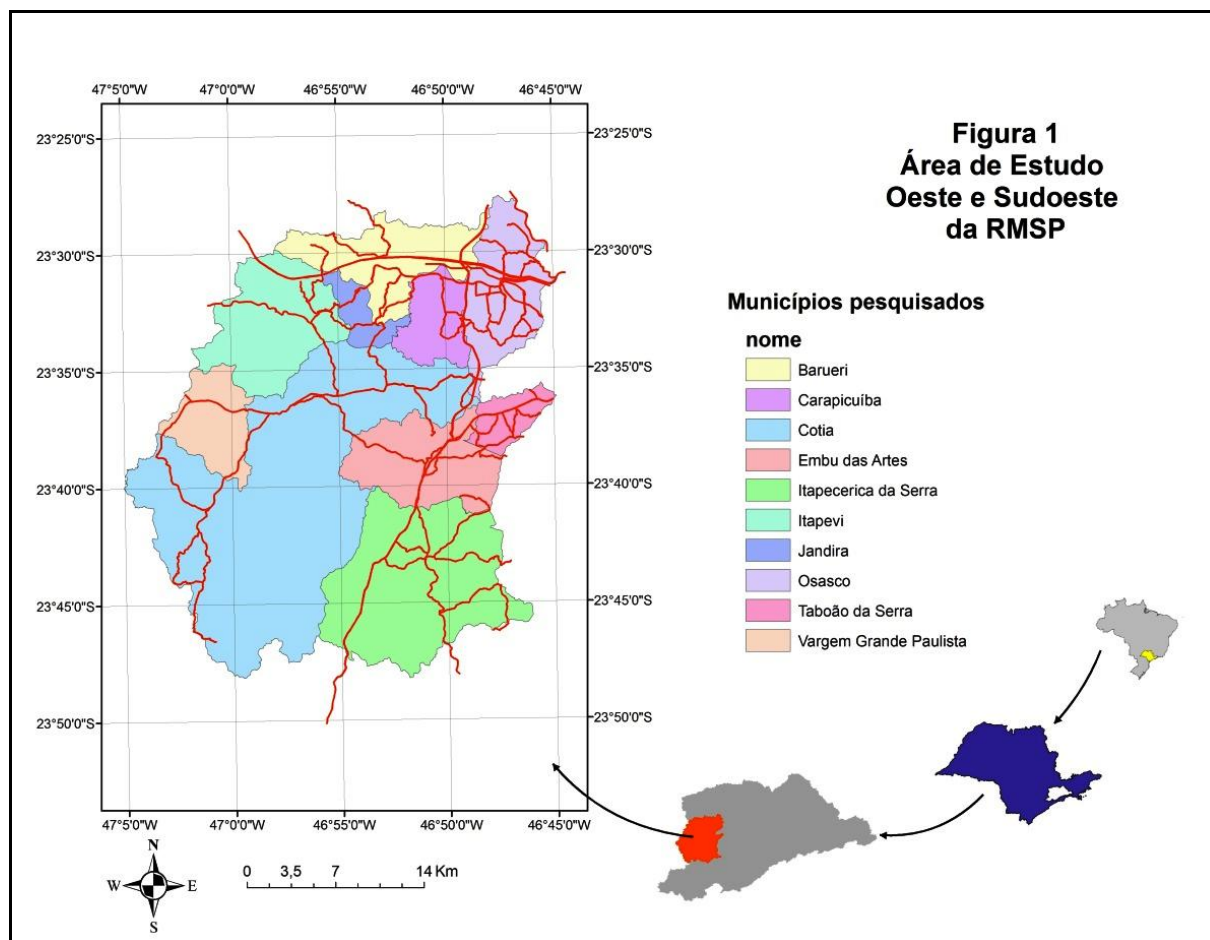 Figura 1
Área de Estudo
Oeste e Sudoeste
da RMSP
47°5'0"W 47°0'0"W 46°55'0"W 46°50'0"W 46°45'0"W
23°25'0"S 23°25'0"S
23°30'0"S 23°30'0"S
23°35'0"S 23°35'0"S
23°40'0"S 23°40'0"S
23°45'0"S 23°45'0"S
23°50'0"S 23°50'0"S
47°5'0"W 47°0'0"W 46°55'0"W 46°50'0"W 46°45'0"W
Municípios pesquisados
nome
Barueri
Carapicuíba
Cotia
Embu das Artes
Itapecerica da Serra
Itapevi
Jandira
Osasco
Taboão da Serra
Vargem Grande Paulista
N
W E
S
0 3,5 7 14 Km